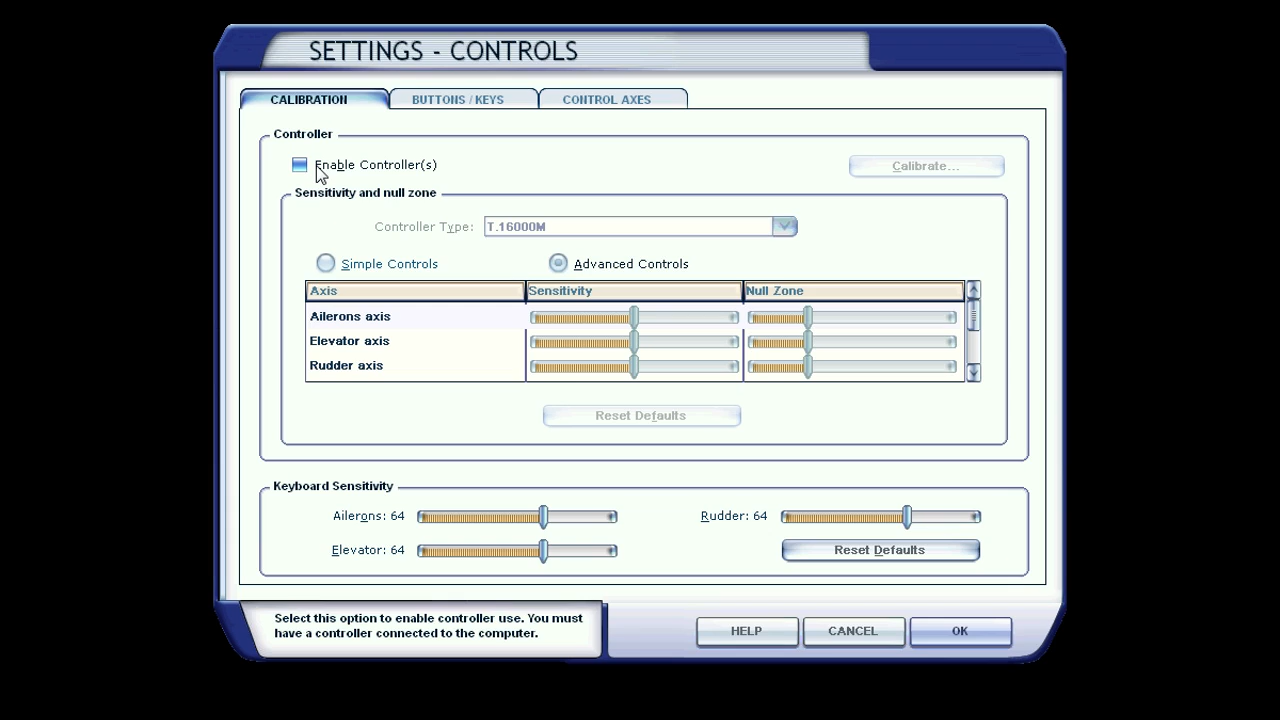 SETTINGS - CONTROLS
CALIBRATION
BUTTONS / KEYS
CONTROL AXES
Controller
Enable Controller(s)
Calibrate...
Sensitivity and null zone
Controller Type: T.16000M
Simple Controls
Advanced Controls
Axis Sensitivity Null Zone
Ailerons axis
Elevator axis
Rudder axis
Reset Defaults
Keyboard Sensitivity
Ailerons: 64
Rudder: 64
Elevator: 64
Reset Defaults
Select this option to enable controller use. You must
have a controller connected to the computer.
HELP
CANCEL
OK